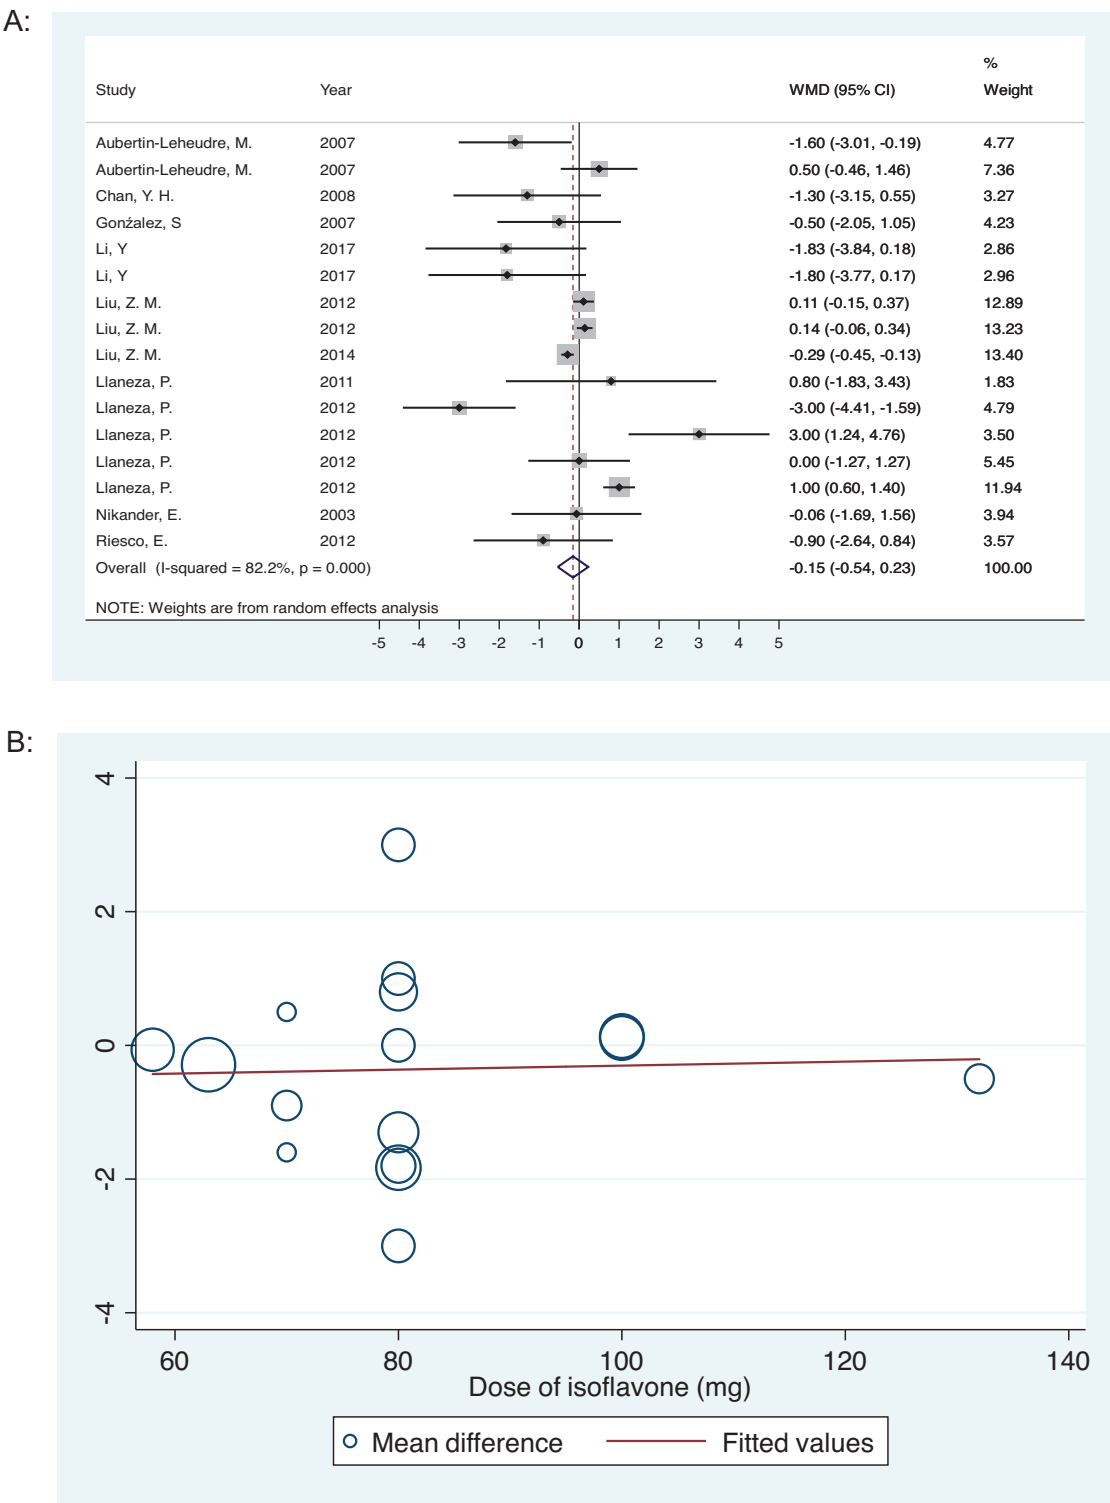 A:
%
Study Year WMD (95% CI) Weight
Aubertin-Leheudre, M. 2007 -1.60 (-3.01, -0.19) 4.77
Aubertin-Leheudre, M. 2007 0.50 (-0.46, 1.46) 7.36
Chan, Y. H. 2008 -1.30 (-3.15, 0.55) 3.27
Gonźalez, S 2007 -0.50 (-2.05, 1.05) 4.23
Li, Y 2017 -1.83 (-3.84, 0.18) 2.86
Li, Y 2017 -1.80 (-3.77, 0.17) 2.96
Liu, Z. M. 2012 0.11 (-0.15, 0.37) 12.89
Liu, Z. M. 2012 0.14 (-0.06, 0.34) 13.23
Liu, Z. M. 2014 -0.29 (-0.45, -0.13) 13.40
Llaneza, P. 2011 0.80 (-1.83, 3.43) 1.83
Llaneza, P. 2012 -3.00 (-4.41, -1.59) 4.79
Llaneza, P. 2012 3.00 (1.24, 4.76) 3.50
Llaneza, P. 2012 0.00 (-1.27, 1.27) 5.45
Llaneza, P. 2012 1.00 (0.60, 1.40) 11.94
Nikander, E. 2003 -0.06 (-1.69, 1.56) 3.94
Riesco, E. 2012 -0.90 (-2.64, 0.84) 3.57
Overall (I-squared = 82.2%, p = 0.000) -0.15 (-0.54, 0.23) 100.00
NOTE: Weights are from random effects analysis
-5 -4 -3 -2 -1 0 1 2 3 4 5
B:
4
2
0
-2
-4
60 80 100 120 140
Dose of isoflavone (mg)
Mean difference Fitted values